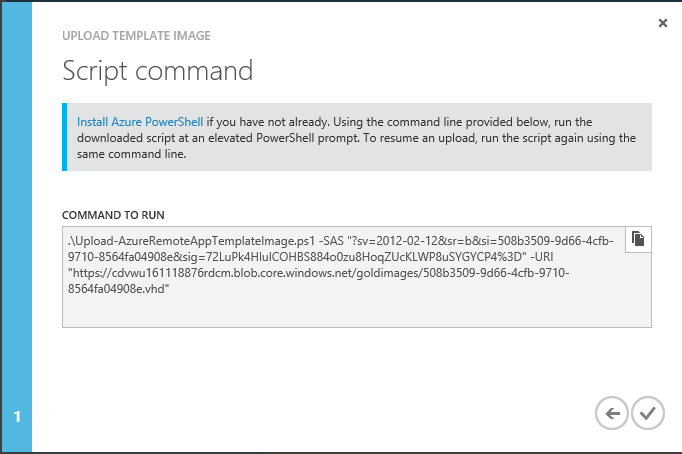 UPLOAD TEMPLATE IMAGE
Script command
Install Azure PowerShell if you have not already. Using the command line provided below, run the
downloaded script at an elevated PowerShell prompt. To resume an upload, run the script again using the
same command line.
COMMAND TO RUN
.\Upload-AzureRemoteAppTemplateImage.ps1 -SAS "?sv=2012-02-12&sr=b&si=508b3509-9d66-4cfb-
9710-8564fa04908e&sig=72LuPk4HIulCOHBS884o0zu8HoqZUcKLWP8uSYGYCP4%3D" -URI
"https://cdvwu161118876rdcm.blob.core.windows.net/goldimages/508b3509-9d66-4cfb-9710-
8564fa04908e.vhd"
1